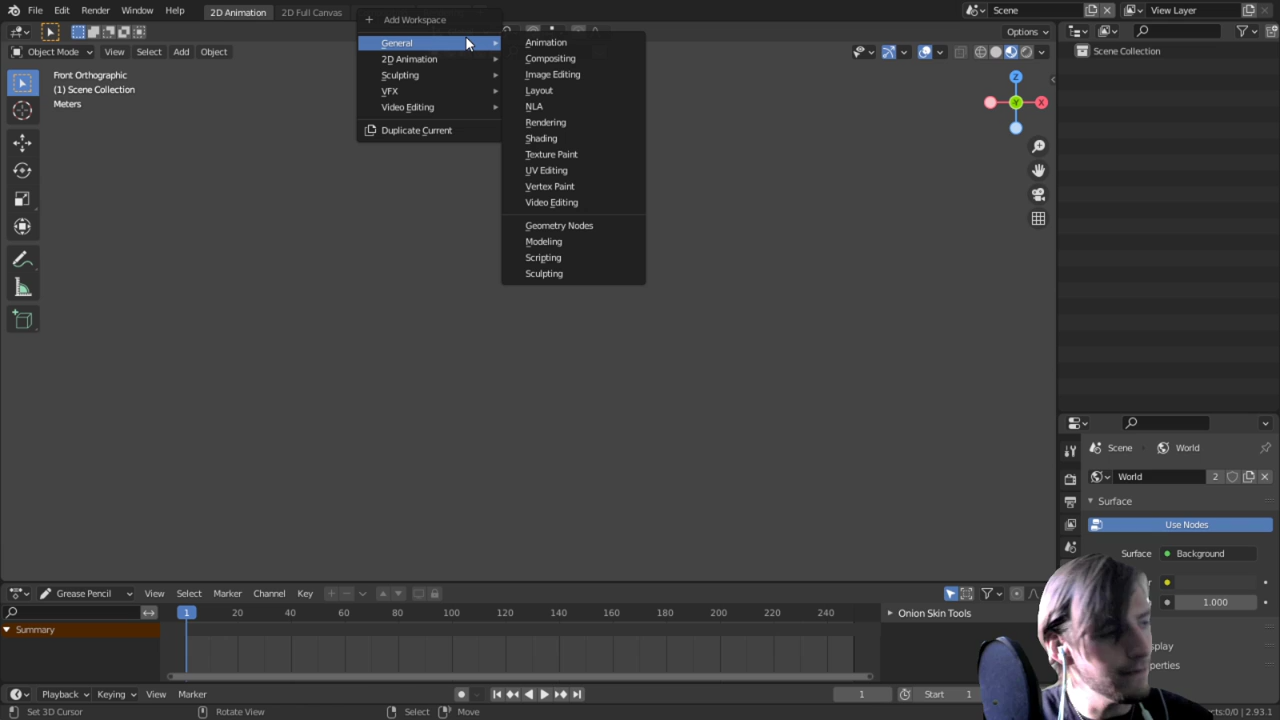 File Edit Render Window Help 2D Animation 2D Full Canvas Scene View Layer
+ Add Workspace
General
2D Animation
Sculpting
VFX
Video Editing
Duplicate Current
Animation
Compositing
Image Editing
Layout
NLA
Rendering
Shading
Texture Paint
UV Editing
Vertex Paint
Video Editing
Geometry Nodes
Modeling
Scripting
Sculpting
Options
Object Mode View Select Add Object
Front Orthographic
(1) Scene Collection
Meters
Z
Y
X
Scene Collection
Scene World
World 2
Surface
Use Nodes
Surface Background
1.000
Grease Pencil View Select Marker Channel Key
1 20 40 60 80 100 120 140 160 180 200 220 240
Summary
Onion Skin Tools
Playback Keying View Marker 1 Start 1
Set 3D Cursor Rotate View Select Move 0/0 | 2.93.1